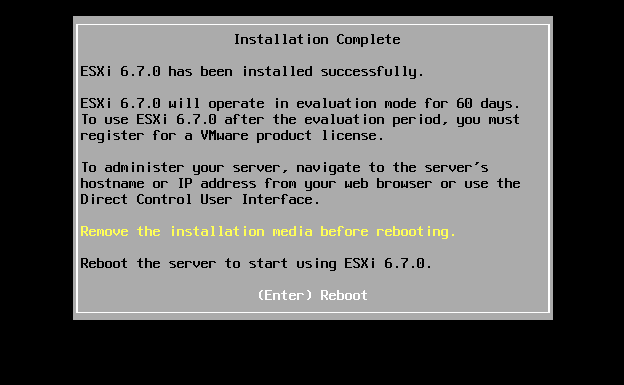 Installation Complete
ESXi 6.7.0 has been installed successfully.
ESXi 6.7.0 will operate in evaluation mode for 60 days.
To use ESXi 6.7.0 after the evaluation period, you must
register for a VMware product license.
To administer your server, navigate to the server's
hostname or IP address from your web browser or use the
Direct Control User Interface.
Remove the installation media before rebooting.
Reboot the server to start using ESXi 6.7.0.
(Enter) Reboot